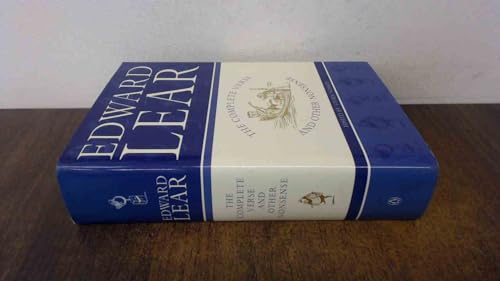 EDWARD
LEAR
THE COMPLETE VERSE
AND OTHER NONSENSE
EDWARD
LEAR
THE
COMPLETE
VERSE
AND
OTHER
NONSENSE